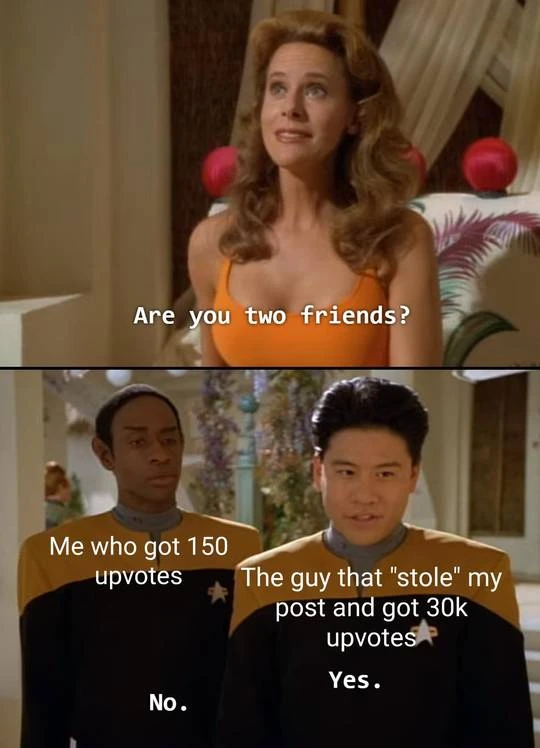 Are you two friends?
Me who got 150
upvotes
The guy that "stole" my
post and got 30k
upvotes
Yes.
No.